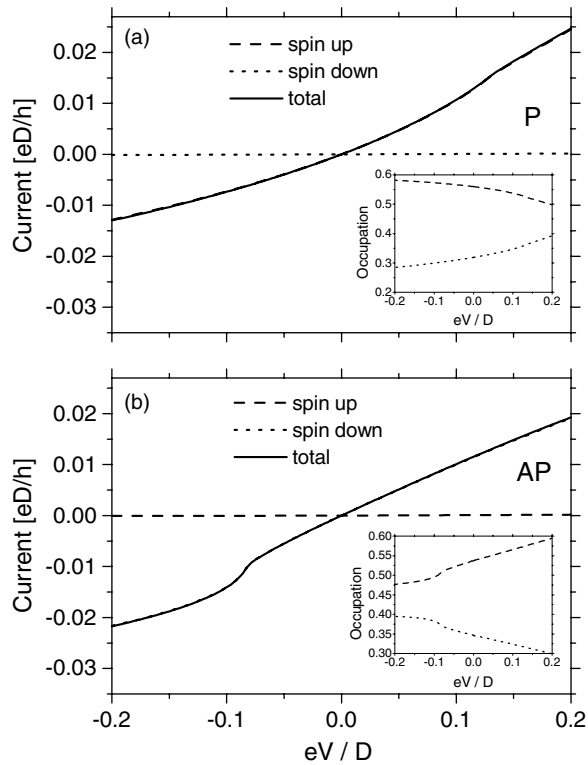 (a)
spin up
spin down
total
P
Current [eD/h]
0.02
0.01
0.00
-0.01
-0.02
-0.03
Occupation
0.6
0.5
0.4
0.3
0.2
-0.2 -0.1 0.0 0.1 0.2
eV / D
(b)
spin up
spin down
total
AP
Current [eD/h]
0.02
0.01
0.00
-0.01
-0.02
-0.03
Occupation
0.60
0.55
0.50
0.45
0.40
0.35
0.30
-0.2 -0.1 0.0 0.1 0.2
eV / D
-0.2 -0.1 0.0 0.1 0.2
eV / D